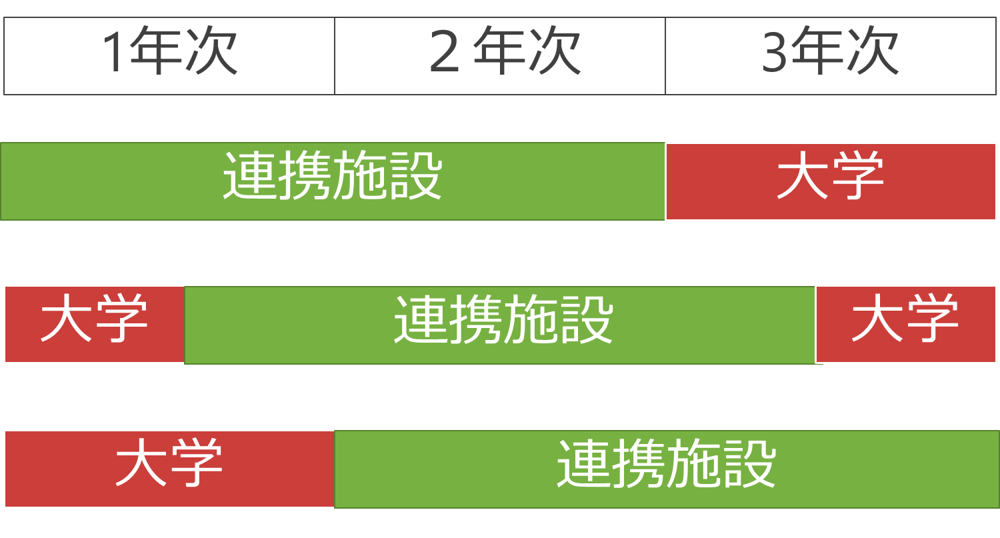 1年次 ２年次 3年次
連携施設 大学
大学 連携施設 大学
大学 連携施設